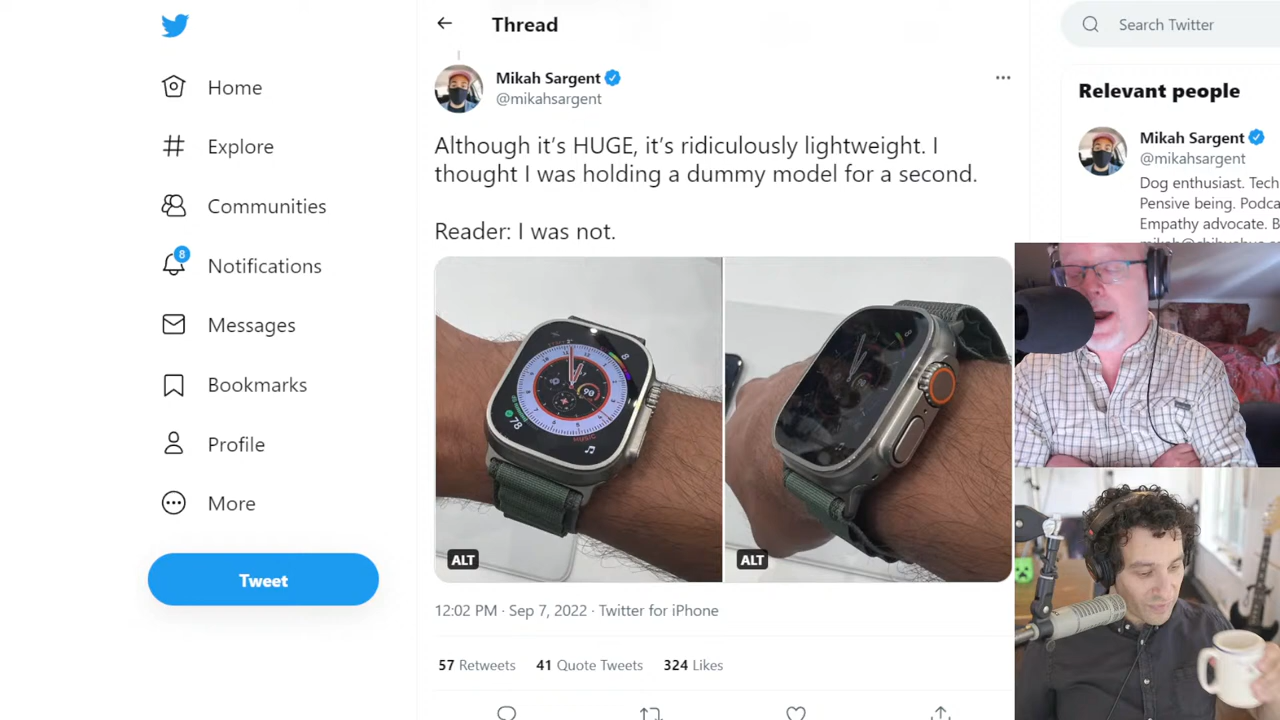 Thread
Search Twitter
Home
Explore
Communities
Notifications
8
Messages
Bookmarks
Profile
More
Tweet
Mikah Sargent
@mikahsargent
Although it's HUGE, it's ridiculously lightweight. I
thought I was holding a dummy model for a second.
Reader: I was not.
8
90
78
ALT
ALT
12:02 PM · Sep 7, 2022 · Twitter for iPhone
57 Retweets 41 Quote Tweets 324 Likes
Relevant people
Mikah Sargent
@mikahsargent
Dog enthusiast. Tech
Pensive being. Podca
Empathy advocate. B